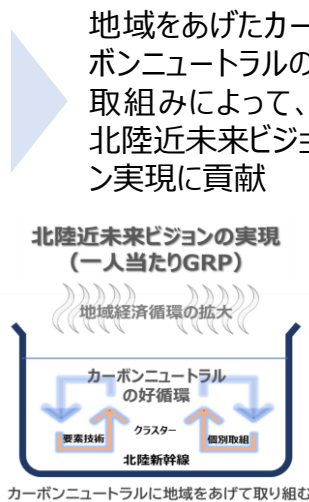 地域をあげたカー
ボンニュートラルの
取組みによって、
北陸近未来ビジョ
ン実現に貢献
北陸近未来ビジョンの実現
（一人当たりGRP）
地域経済循環の拡大
カーボンニュートラル
の好循環
要素技術
クラスター
個別取組
北陸新幹線
カーボンニュートラルに地域をあげて取り組む